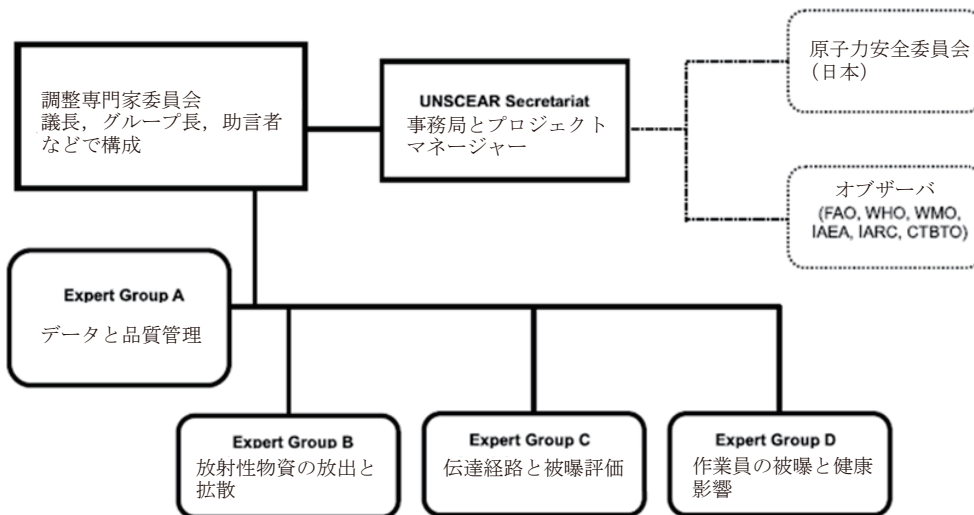 調整専門家委員会
議長，グループ長，助言者
などで構成
UNSCEAR Secretariat
事務局とプロジェクト
マネージャー
原子力安全委員会
（日本）
オブザーバ
(FAO, WHO, WMO,
IAEA, IARC, CTBTO)
Expert Group A
データと品質管理
Expert Group B
放射性物資の放出と
拡散
Expert Group C
伝達経路と被曝評価
Expert Group D
作業員の被曝と健康
影響